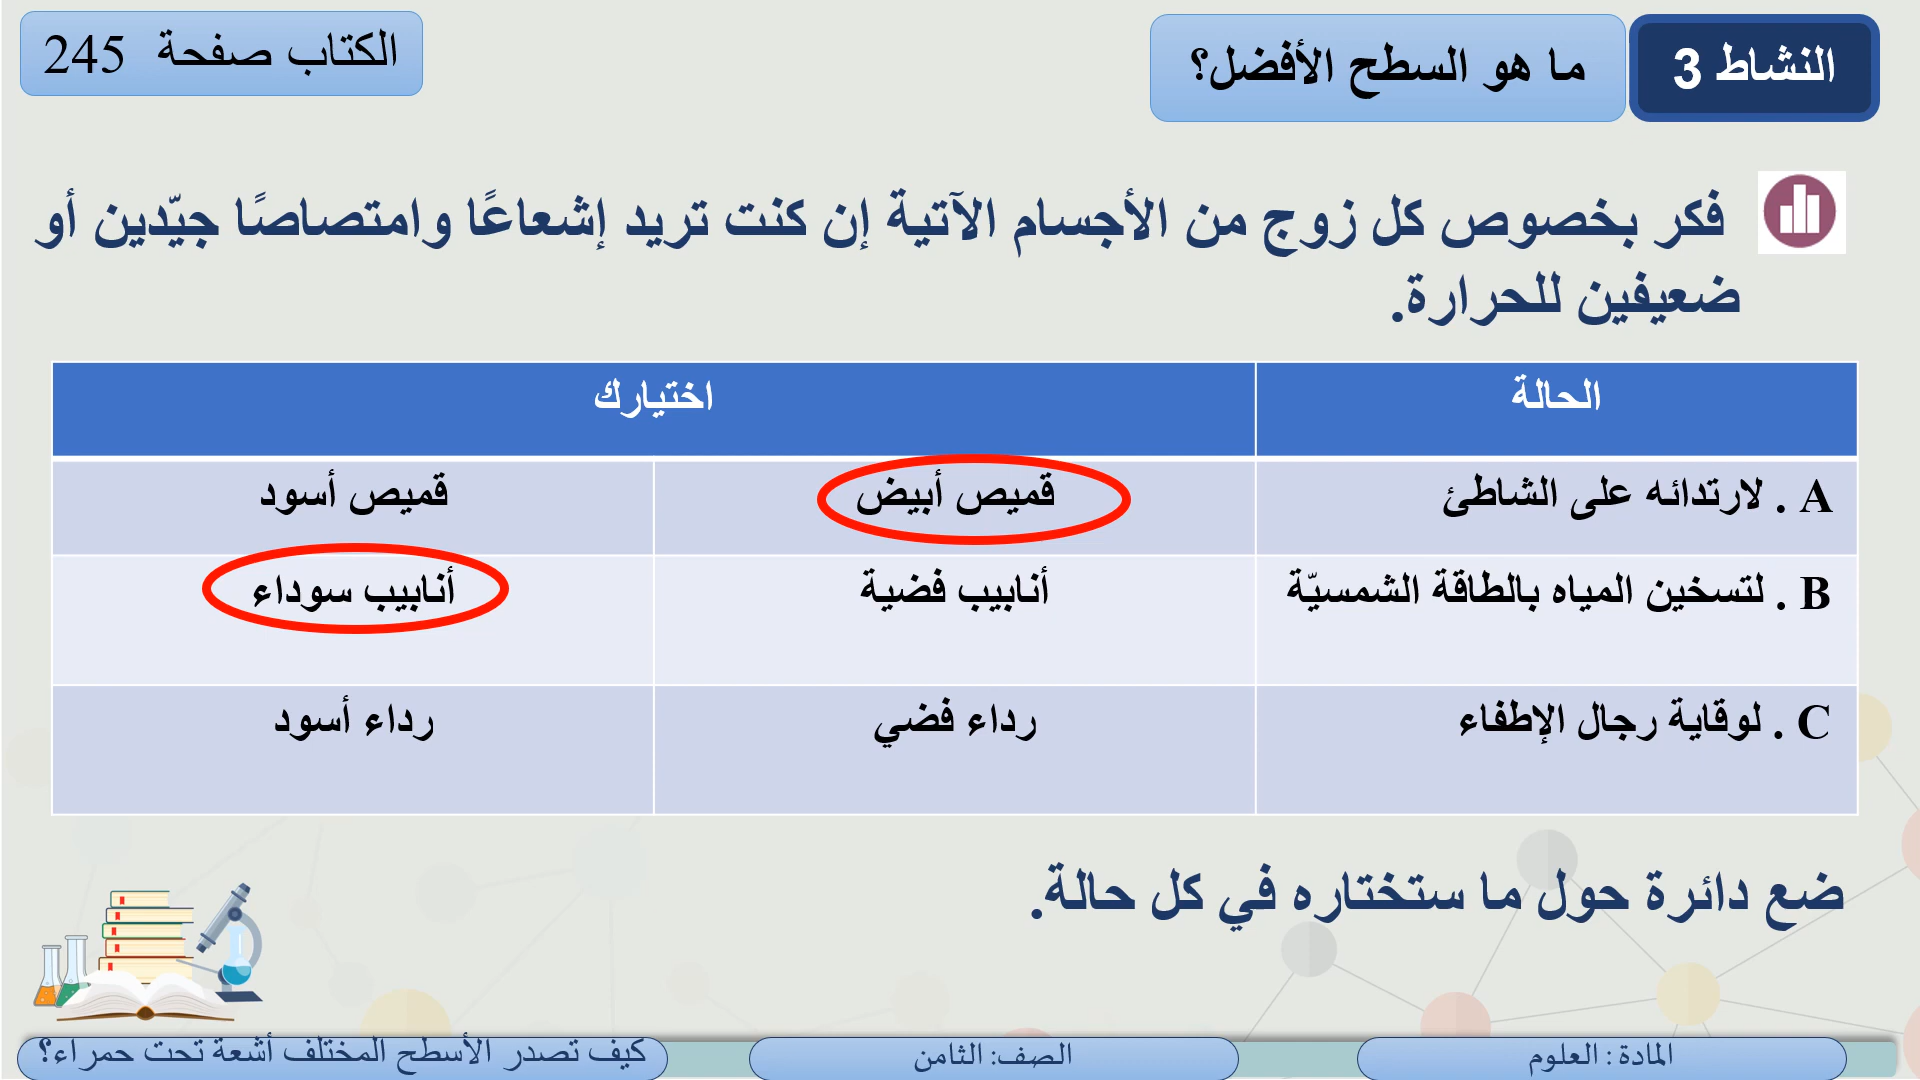 النشاط 3
ما هو السطح الأفضل؟
الكتاب صفحة 245
فكر بخصوص كل زوج من الأجسام الآتية إن كنت تريد إشعاعًا وامتصاصًا جيّدين أو
ضعيفين للحرارة.
الحالة
اختيارك
A . لارتدائه على الشاطئ
قميص أبيض
قميص أسود
B . لتسخين المياه بالطاقة الشمسيّة
أنابيب فضية
أنابيب سوداء
C . لوقاية رجال الإطفاء
رداء فضي
رداء أسود
ضع دائرة حول ما ستختاره في كل حالة.
المادة : العلوم
الصف: الثامن
كيف تصدر الأسطح المختلف أشعة تحت حمراء؟